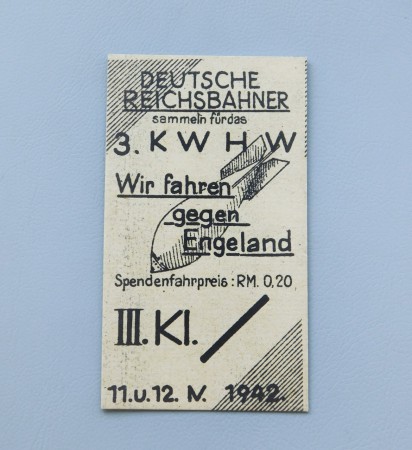 DEUTSCHE
REICHSBAHNER
sammeln für das
3. K W H W
Wir fahren
gegen
Engeland
Spendenfahrpreis: RM. 0,20
III. Kl. /
11. u. 12. IV. 1942.